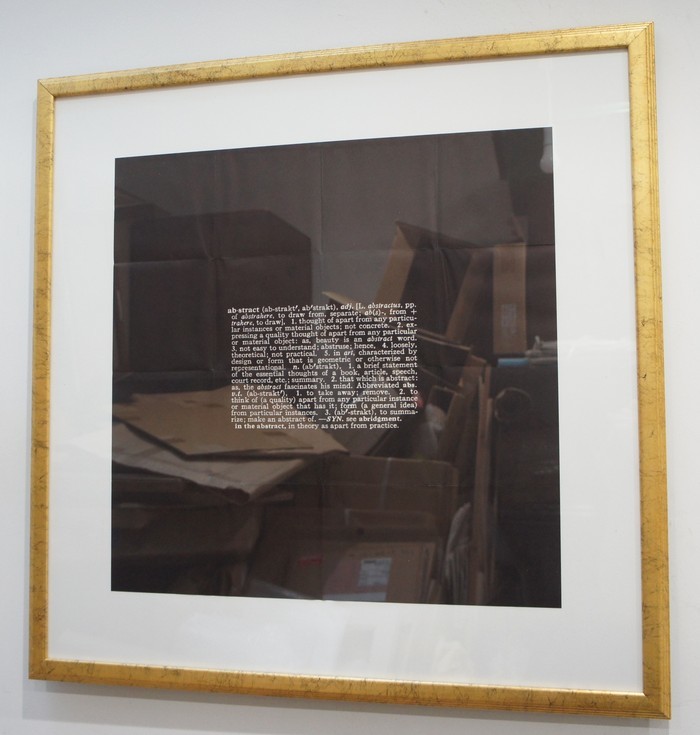 ab·stract (ab-strakt′, ab′strakt), adj. [L. abstractus, pp.
of abstrahere, to draw from, separate; ab(s)-, from +
trahere, to draw], 1. thought of apart from any particu-
lar instances or material objects; not concrete. 2. ex-
pressing a quality thought of apart from any particular
or material object: as, beauty is an abstract word.
3. not easy to understand; abstruse; hence, 4. loosely,
theoretical; not practical. 5. in art, characterized by
design or form that is geometric or otherwise not
representational. n. (ab′strakt), 1. a brief statement
of the essential thoughts of a book, article, speech,
court record, etc.; summary. 2. that which is abstract:
as, the abstract fascinates his mind. Abbreviated abs.
v.t. (ab-strakt′), 1. to take away; remove. 2. to
think of (a quality) apart from any particular instance
or material object that has it; form (a general idea)
from particular instances. 3. (ab′-strakt), to summa-
rize; make an abstract of. —SYN. see abridgment.
in the abstract, in theory as apart from practice.